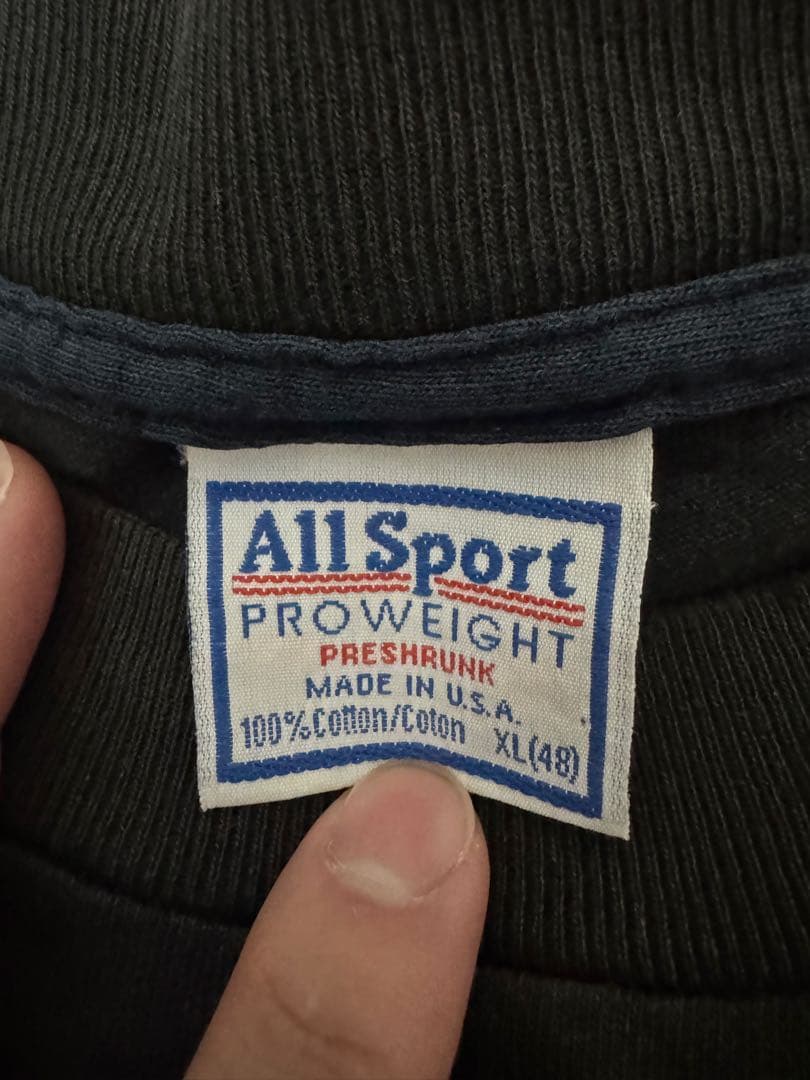 All Sport
PROWEIGHT
PRESHRUNK
MADE IN U.S.A.
100% Cotton/Coton XL(48)